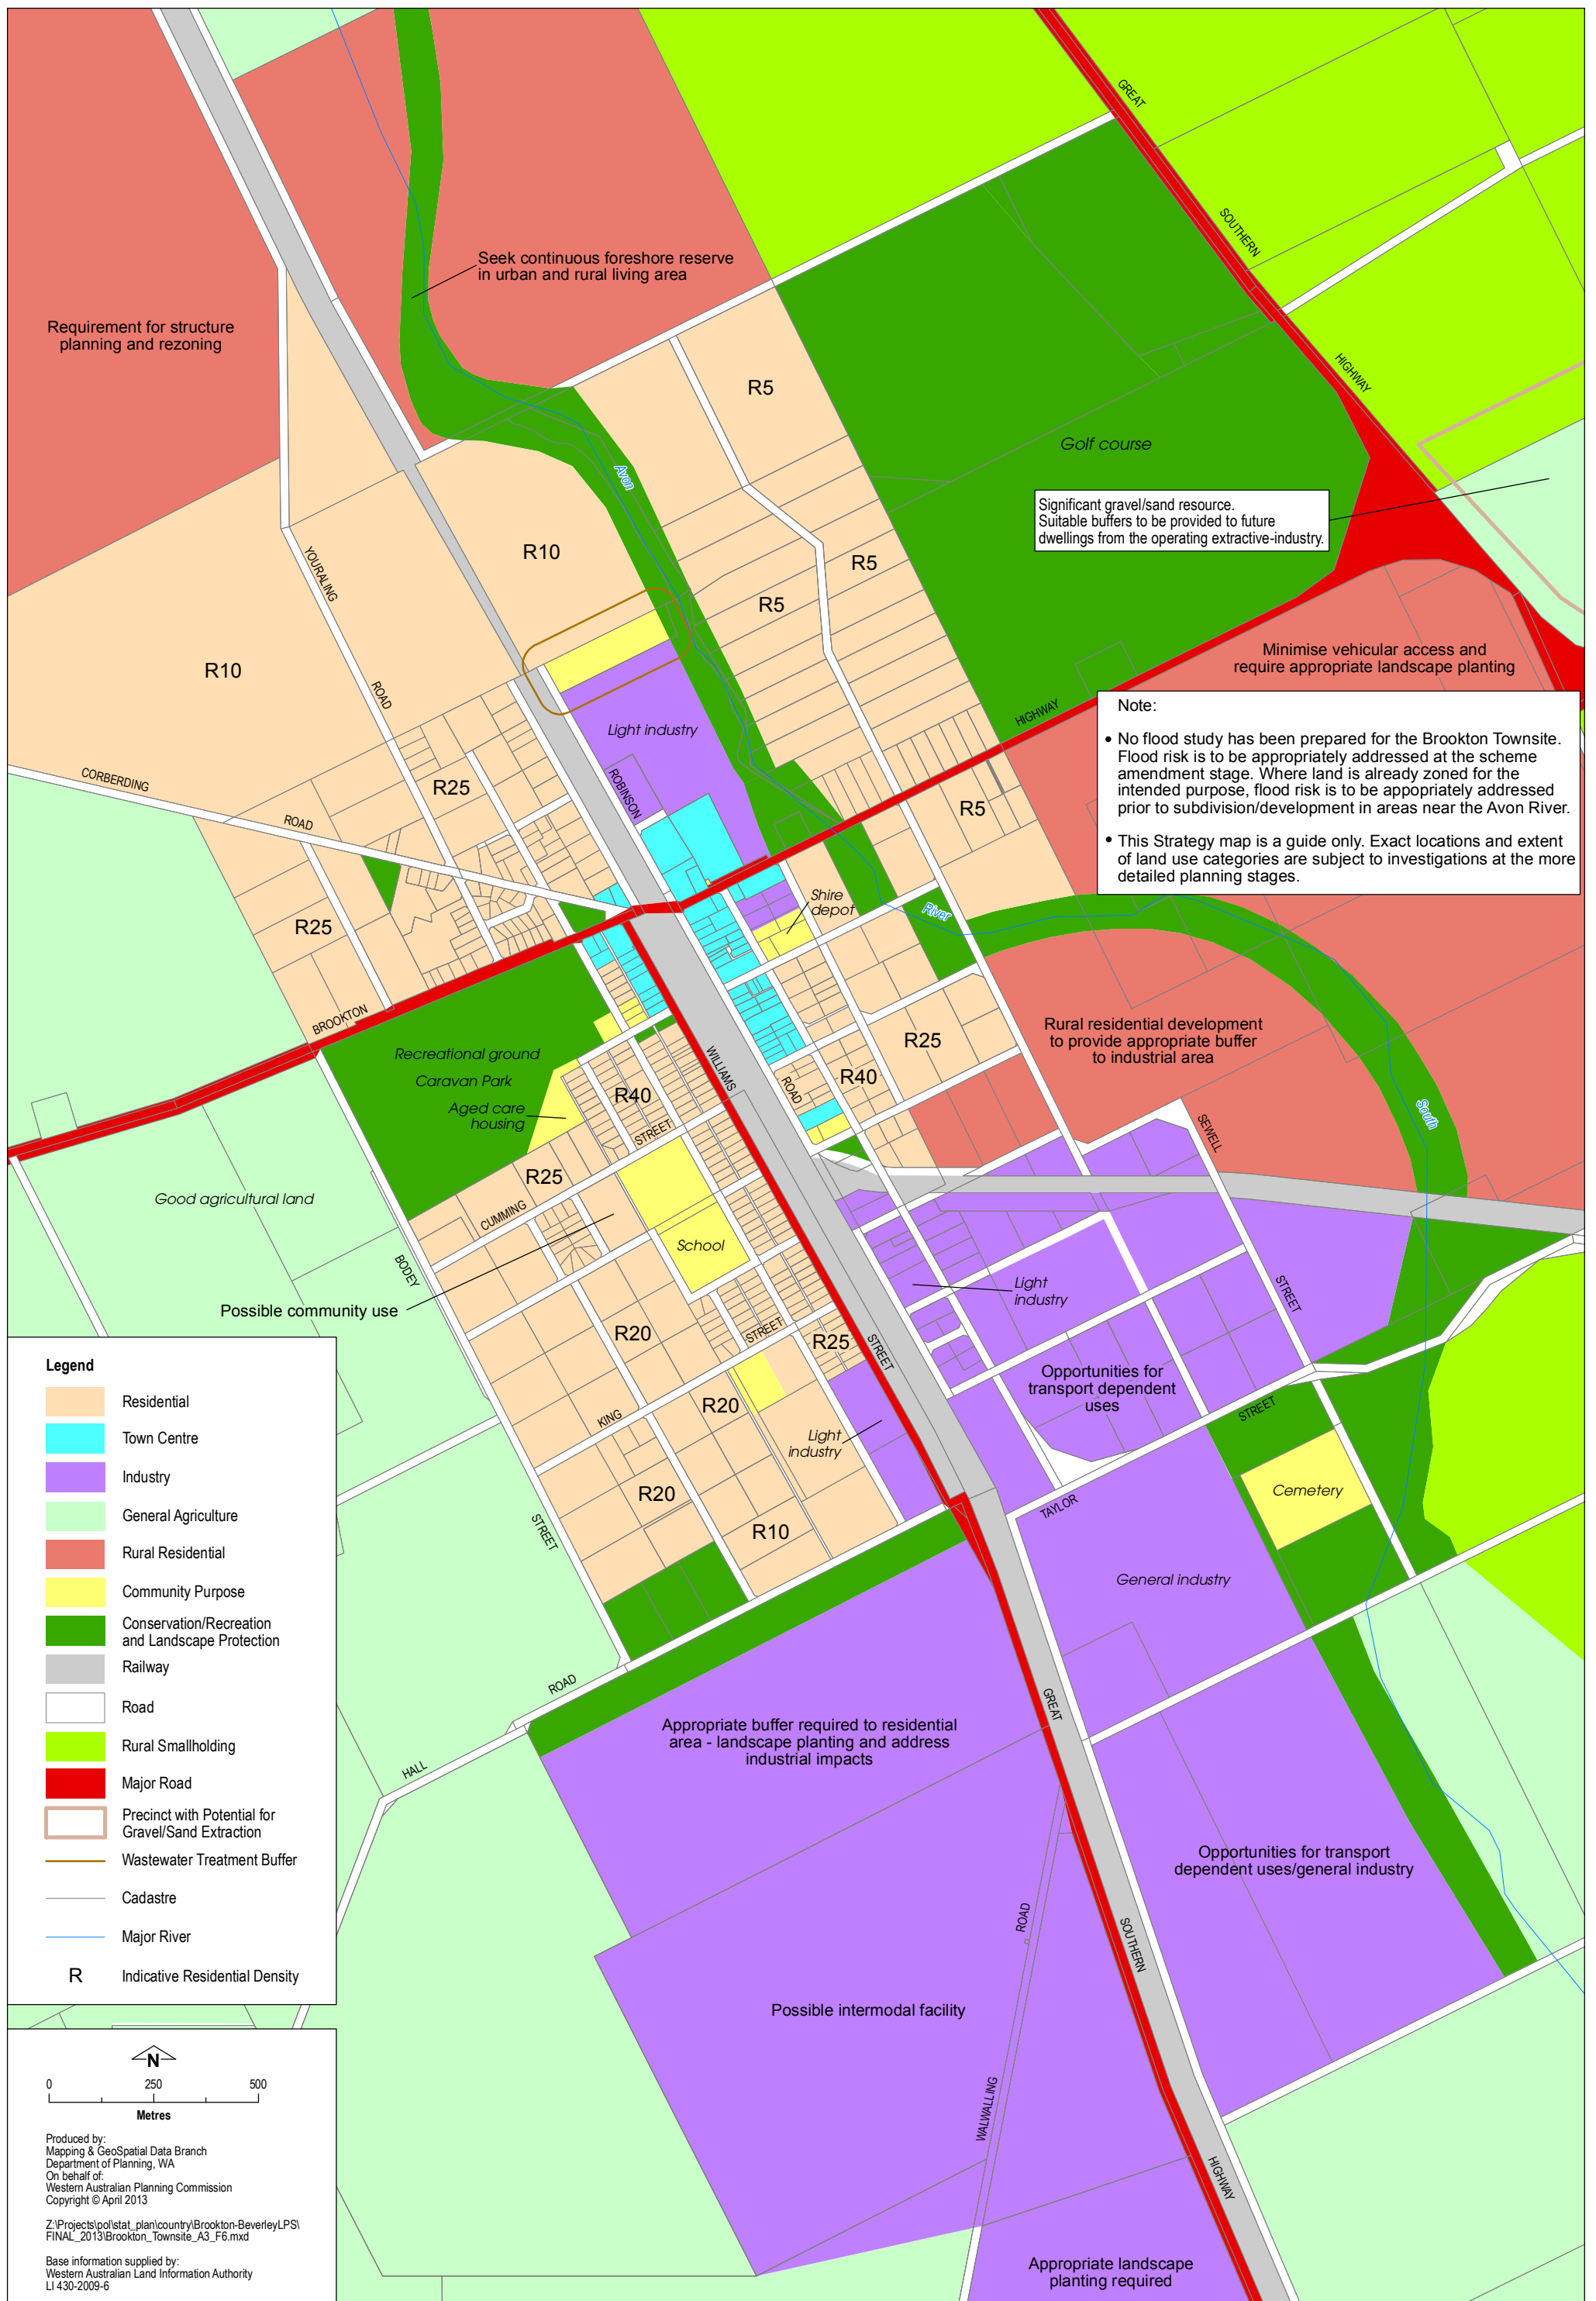 GREAT
SOUTHERN
HIGHWAY
Seek continuous foreshore reserve
in urban and rural living area
Requirement for structure
planning and rezoning
R5
Golf course
Avon
Significant gravel/sand resource.
Suitable buffers to be provided to future
dwellings from the operating extractive-industry.
R10
YOURALING
R5
R5
R10
ROAD
Minimise vehicular access and
require appropriate landscape planting
HIGHWAY
Note:
• No flood study has been prepared for the Brookton Townsite.
Flood risk is to be appropriately addressed at the scheme
amendment stage. Where land is already zoned for the
intended purpose, flood risk is to be appopriately addressed
prior to subdivision/development in areas near the Avon River.
• This Strategy map is a guide only. Exact locations and extent
of land use categories are subject to investigations at the more
detailed planning stages.
Light industry
CORBERDING
R25
ROBINSON
R5
ROAD
R25
Shire
depot
River
BROOKTON
Recreational ground
Caravan Park
Aged care
housing
R40
WILLIAMS
R25
R40
ROAD
Rural residential development
to provide appropriate buffer
to industrial area
South
SEWELL
STREET
R25
Good agricultural land
CUMMING
School
BODEY
Possible community use
Light
industry
STREET
R20
STREET
R25
STREET
Opportunities for
transport dependent
uses
R20
KING
STREET
Light
industry
R20
Cemetery
TAYLOR
STREET
R10
General industry
ROAD
HALL
GREAT
Appropriate buffer required to residential
area - landscape planting and address
industrial impacts
Opportunities for transport
dependent uses/general industry
ROAD
SOUTHERN
Possible intermodal facility
WALWALLING
HIGHWAY
Appropriate landscape
planting required
Legend
Residential
Town Centre
Industry
General Agriculture
Rural Residential
Community Purpose
Conservation/Recreation
and Landscape Protection
Railway
Road
Rural Smallholding
Major Road
Precinct with Potential for
Gravel/Sand Extraction
Wastewater Treatment Buffer
Cadastre
Major River
R Indicative Residential Density
N
0 250 500
Metres
Produced by:
Mapping & GeoSpatial Data Branch
Department of Planning, WA
On behalf of:
Western Australian Planning Commission
Copyright © April 2013
Z:\Projects\pol\stat_plan\country\Brookton-BeverleyLPS\
FINAL_2013\Brookton_Townsite_A3_F6.mxd
Base information supplied by:
Western Australian Land Information Authority
LI 430-2009-6